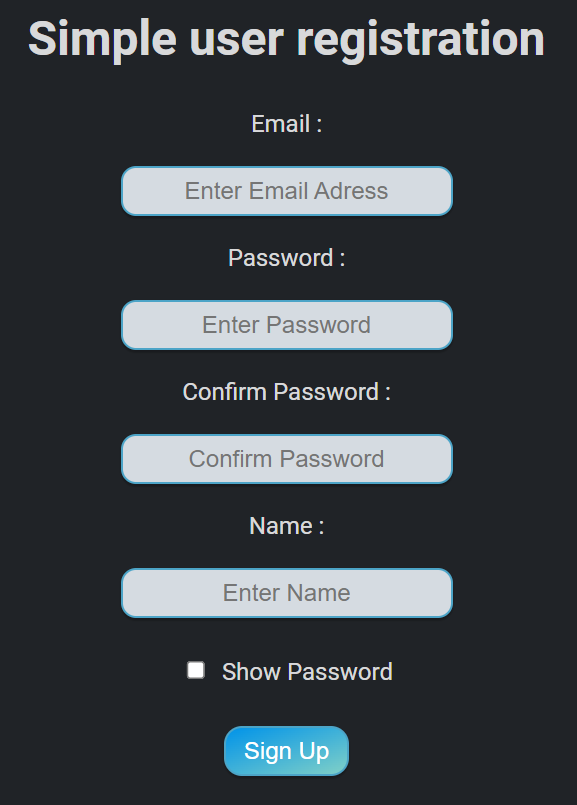 Simple user registration
Email :
Enter Email Adress
Password :
Enter Password
Confirm Password :
Confirm Password
Name :
Enter Name
Show Password
Sign Up